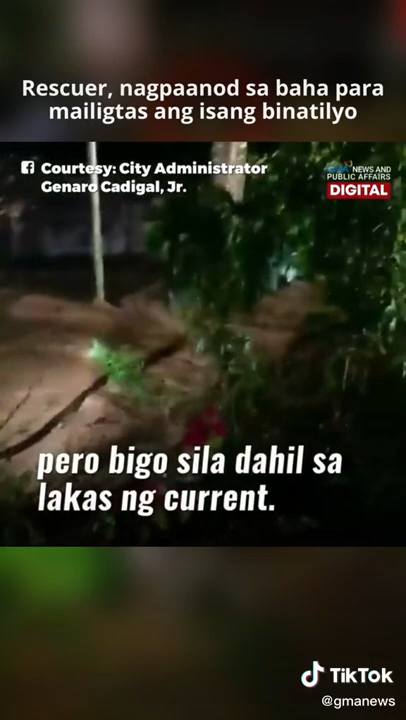 Rescuer, nagpaanod sa baha para
mailigtas ang isang binatilyo
Courtesy: City Administrator
Genaro Cadigal, Jr.
GMA NEWS AND
PUBLIC AFFAIRS
DIGITAL
pero bigo sila dahil sa
lakas ng current.
TikTok
@gmanews